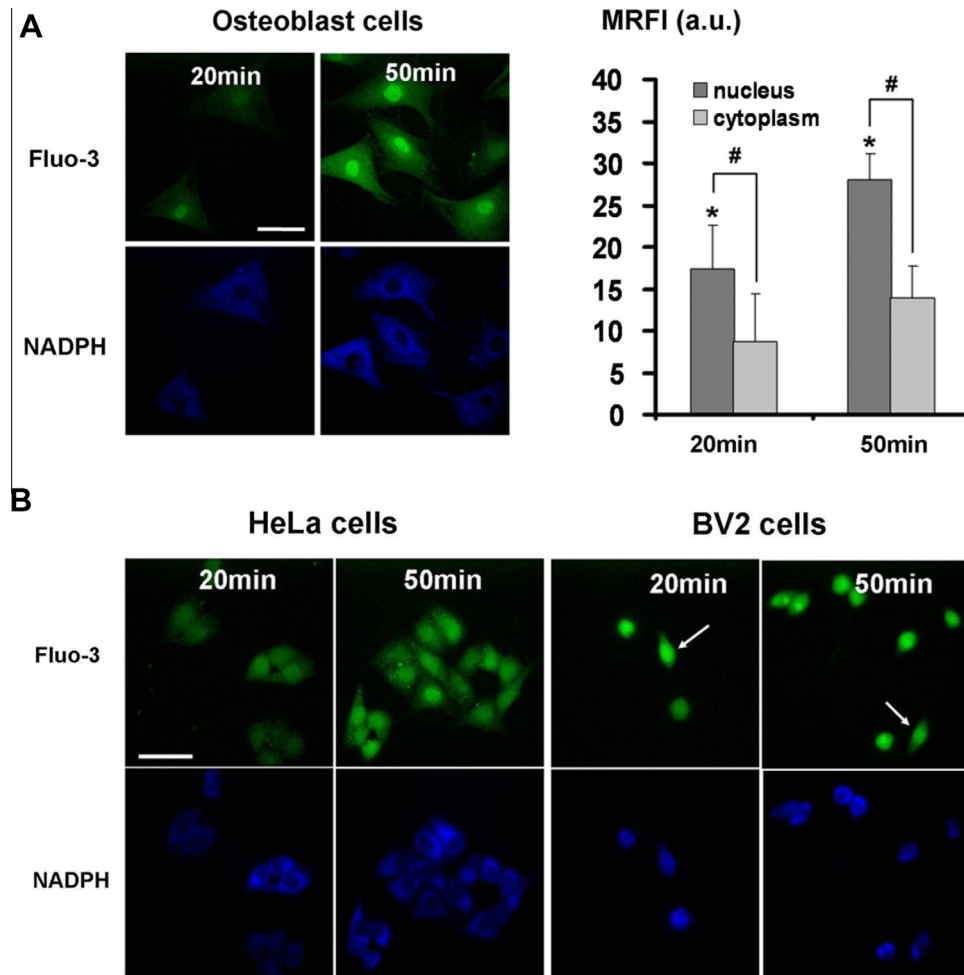 A
Osteoblast cells
20min
50min
Fluo-3
NADPH
MRFI (a.u.)
nucleus
cytoplasm
40
35
30
25
20
15
10
5
0
#
#
*
*
20min
50min
B
HeLa cells
BV2 cells
20min
50min
20min
50min
Fluo-3
NADPH